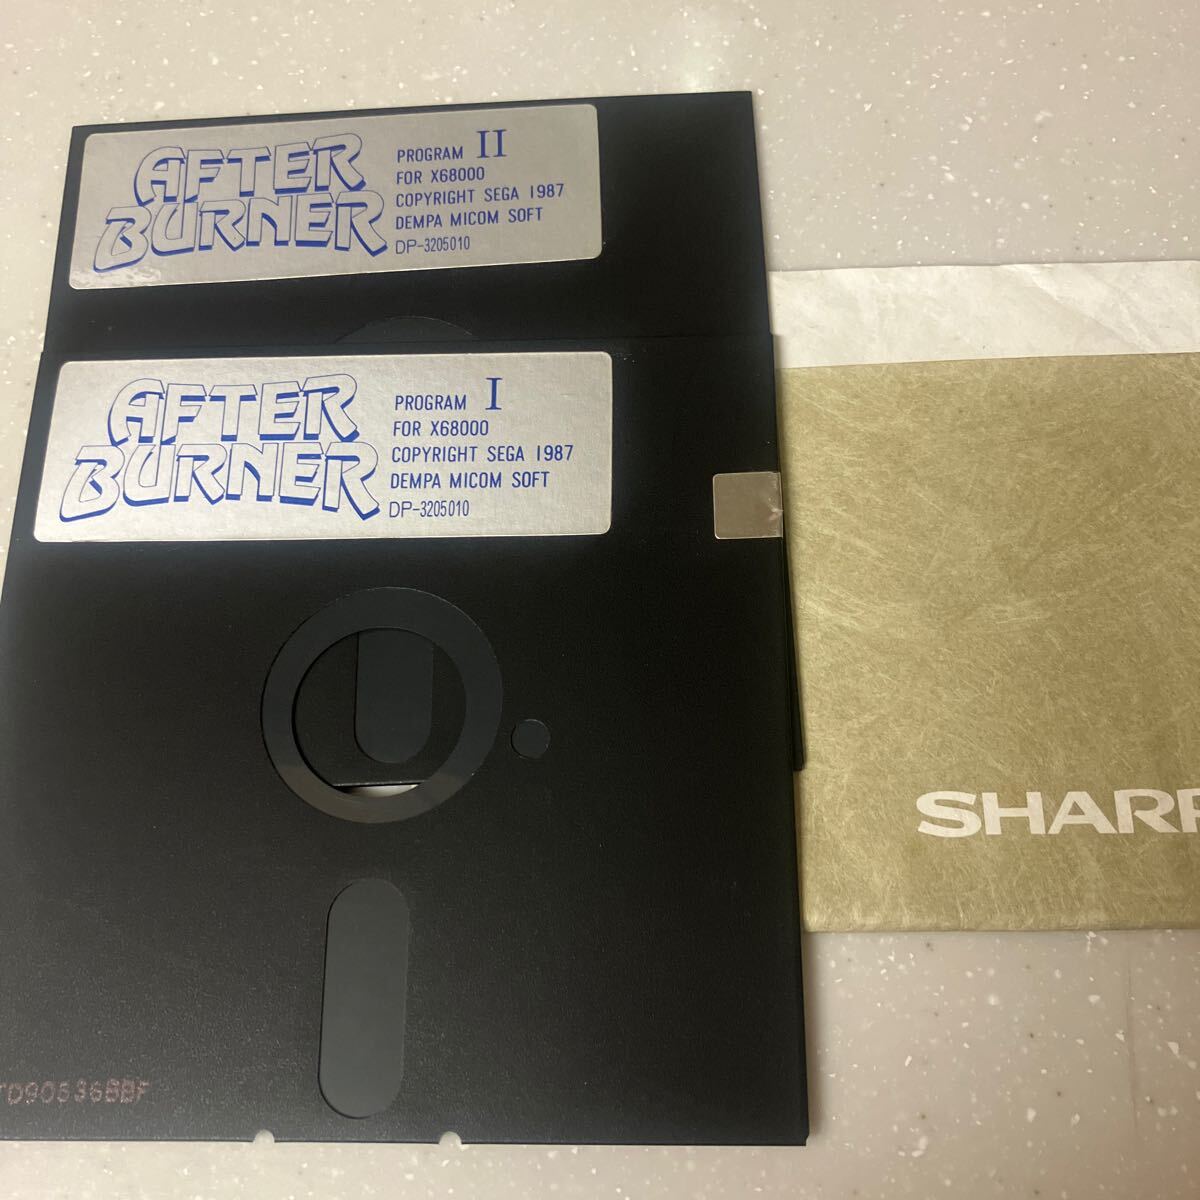 AFTER
BURNER
PROGRAM II
FOR X68000
COPYRIGHT SEGA 1987
DEMPA MICOM SOFT
DP-3205010
AFTER
BURNER
PROGRAM I
FOR X68000
COPYRIGHT SEGA 1987
DEMPA MICOM SOFT
DP-3205010
SHARP